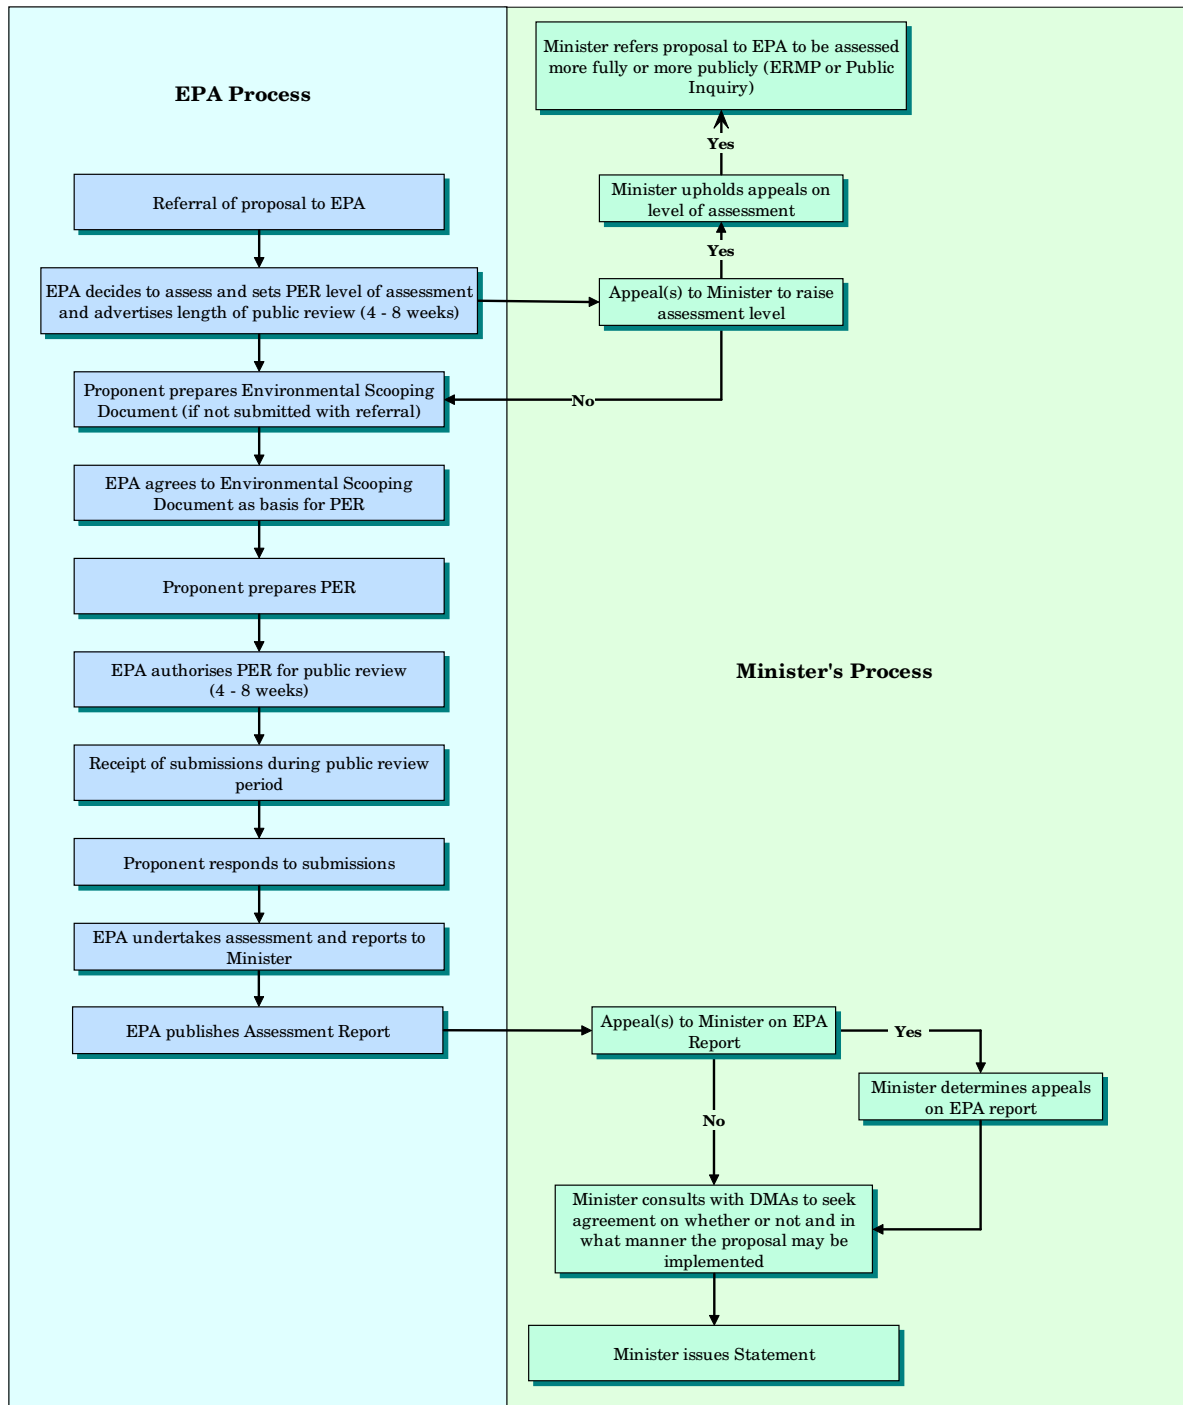 EPA Process
Referral of proposal to EPA
EPA decides to assess and sets PER level of assessment
and advertises length of public review (4 - 8 weeks)
Proponent prepares Environmental Scooping
Document (if not submitted with referral)
EPA agrees to Environmental Scooping
Document as basis for PER
Proponent prepares PER
EPA authorises PER for public review
(4 - 8 weeks)
Receipt of submissions during public review
period
Proponent responds to submissions
EPA undertakes assessment and reports to
Minister
EPA publishes Assessment Report
Minister refers proposal to EPA to be assessed
more fully or more publicly (ERMP or Public
Inquiry)
Yes
Minister upholds appeals on
level of assessment
Yes
Appeal(s) to Minister to raise
assessment level
No
Minister's Process
Appeal(s) to Minister on EPA
Report
Yes
Minister determines appeals
on EPA report
No
Minister consults with DMAs to seek
agreement on whether or not and in
what manner the proposal may be
implemented
Minister issues Statement